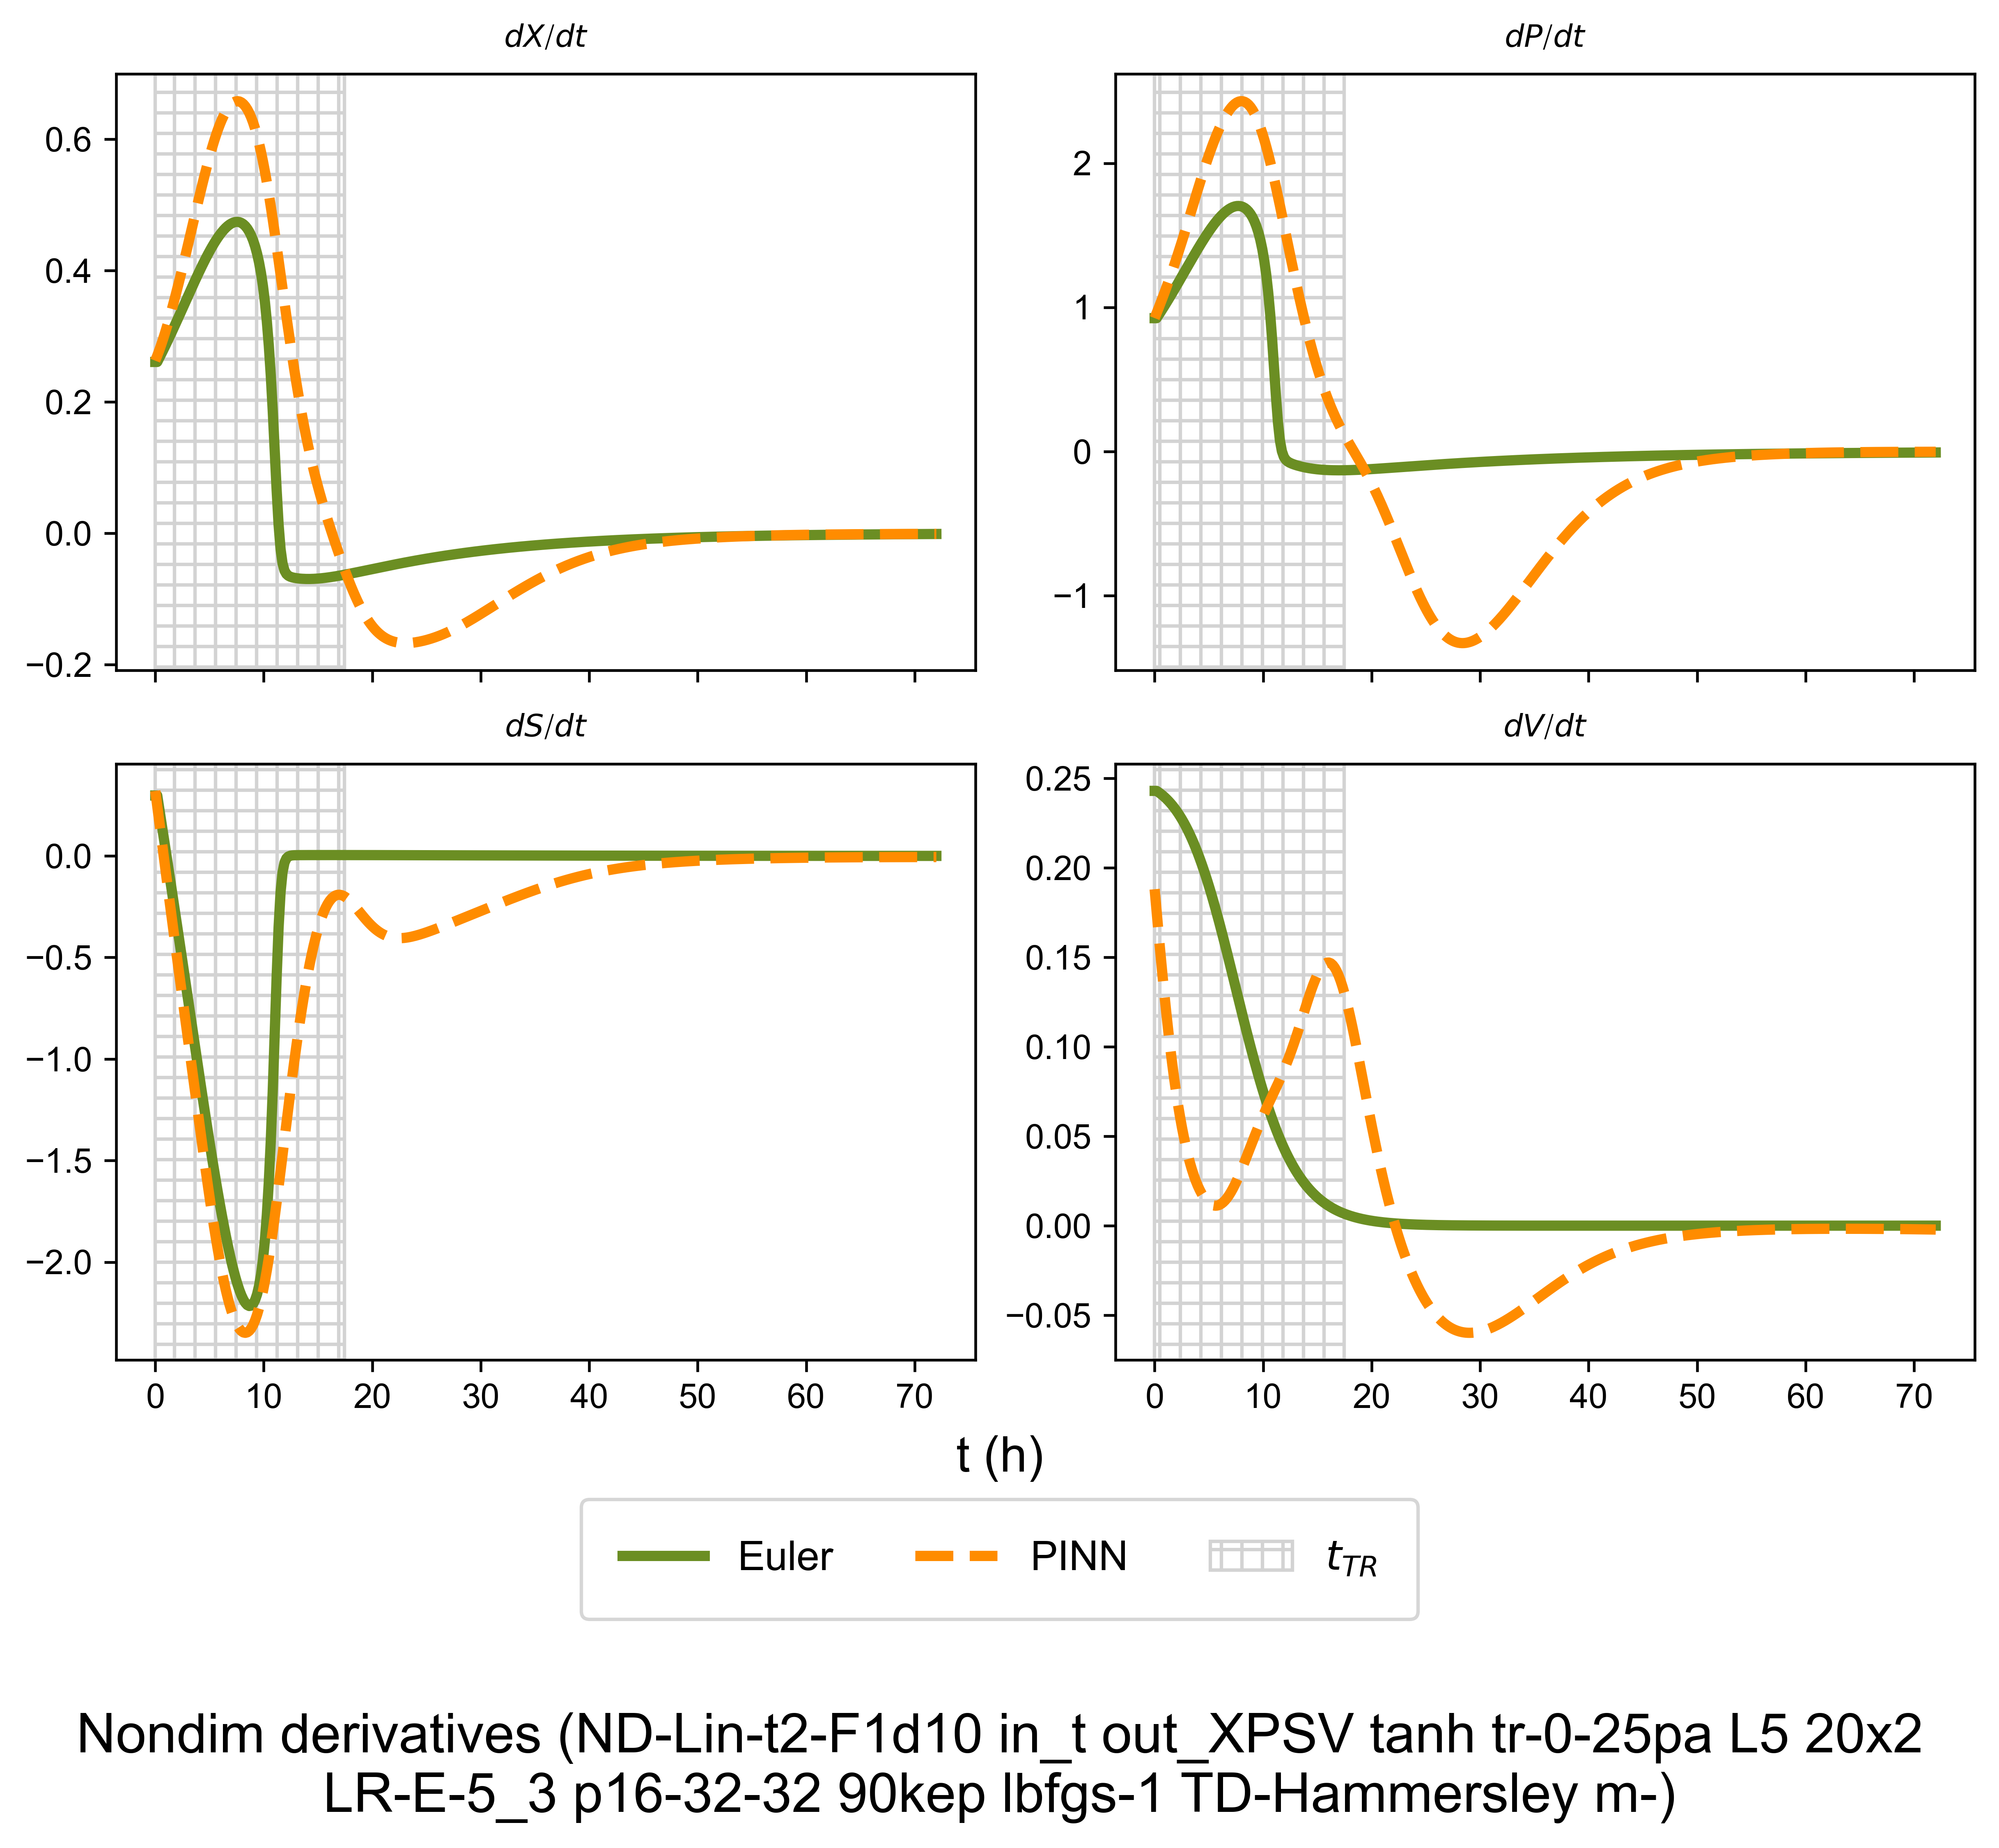 dX/dt
dP/dt
0.6
0.4
0.2
0.0
−0.2
2
1
0
−1
dS/dt
dV/dt
0.0
−0.5
−1.0
−1.5
−2.0
0 10 20 30 40 50 60 70
0.25
0.20
0.15
0.10
0.05
0.00
−0.05
0 10 20 30 40 50 60 70
t (h)
Euler PINN t_TR
Nondim derivatives (ND-Lin-t2-F1d10 in_t out_XPSV tanh tr-0-25pa L5 20x2
LR-E-5_3 p16-32-32 90kep lbfgs-1 TD-Hammersley m-)